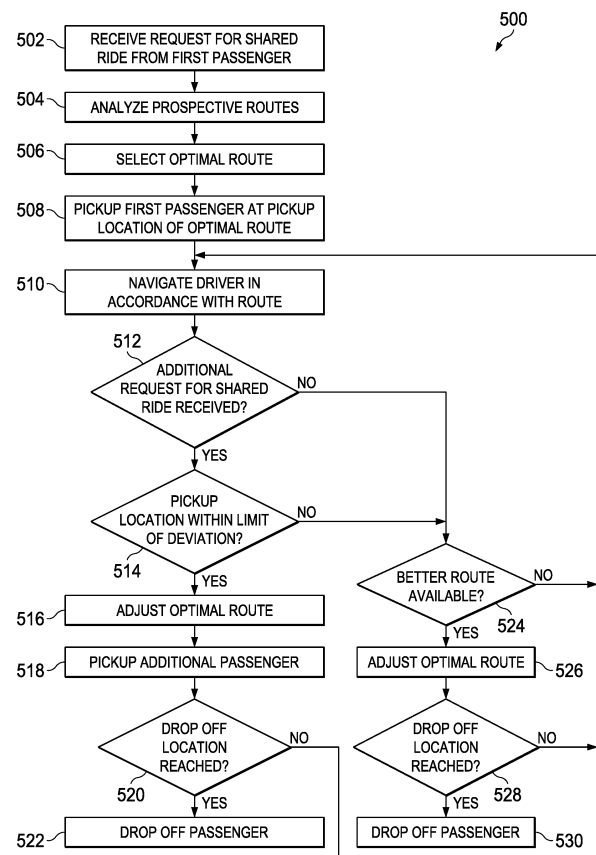 500
502
RECEIVE REQUEST FOR SHARED
RIDE FROM FIRST PASSENGER
504
ANALYZE PROSPECTIVE ROUTES
506
SELECT OPTIMAL ROUTE
508
PICKUP FIRST PASSENGER AT PICKUP
LOCATION OF OPTIMAL ROUTE
510
NAVIGATE DRIVER IN
ACCORDANCE WITH ROUTE
512
ADDITIONAL
REQUEST FOR SHARED
RIDE RECEIVED?
NO
YES
PICKUP
LOCATION WITHIN LIMIT
OF DEVIATION?
NO
514
YES
516
ADJUST OPTIMAL ROUTE
518
PICKUP ADDITIONAL PASSENGER
DROP OFF
LOCATION
REACHED?
NO
520
YES
522
DROP OFF PASSENGER
BETTER ROUTE
AVAILABLE?
NO
524
YES
ADJUST OPTIMAL ROUTE
526
DROP OFF
LOCATION
REACHED?
NO
528
YES
DROP OFF PASSENGER
530